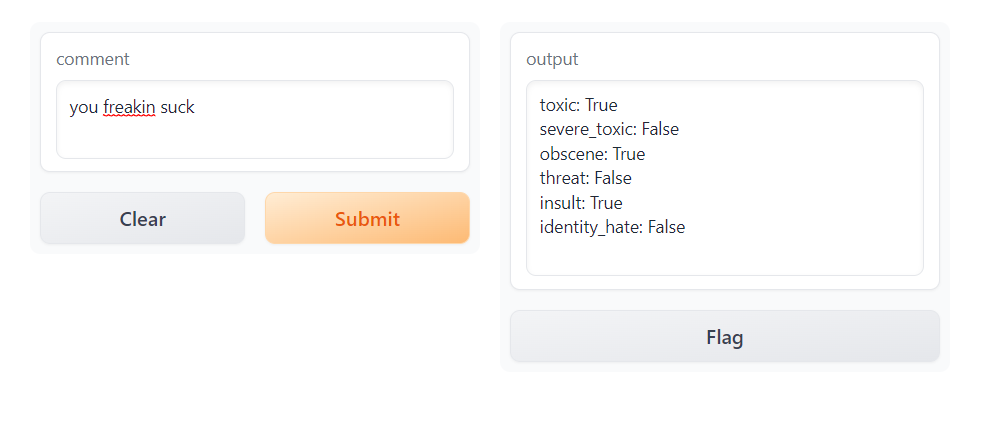 comment
you freakin suck
Clear
Submit
output
toxic: True
severe_toxic: False
obscene: True
threat: False
insult: True
identity_hate: False
Flag